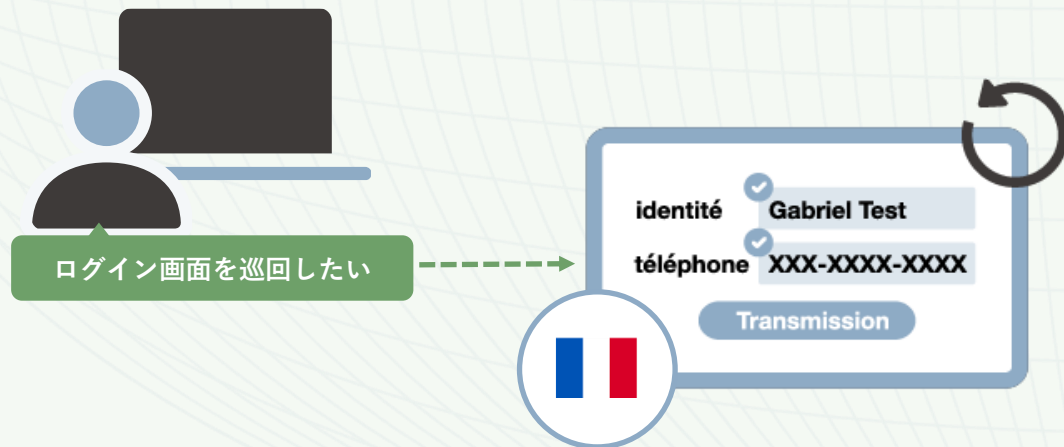 ログイン画面を巡回したい
identité Gabriel Test
téléphone XXX-XXXX-XXXX
Transmission